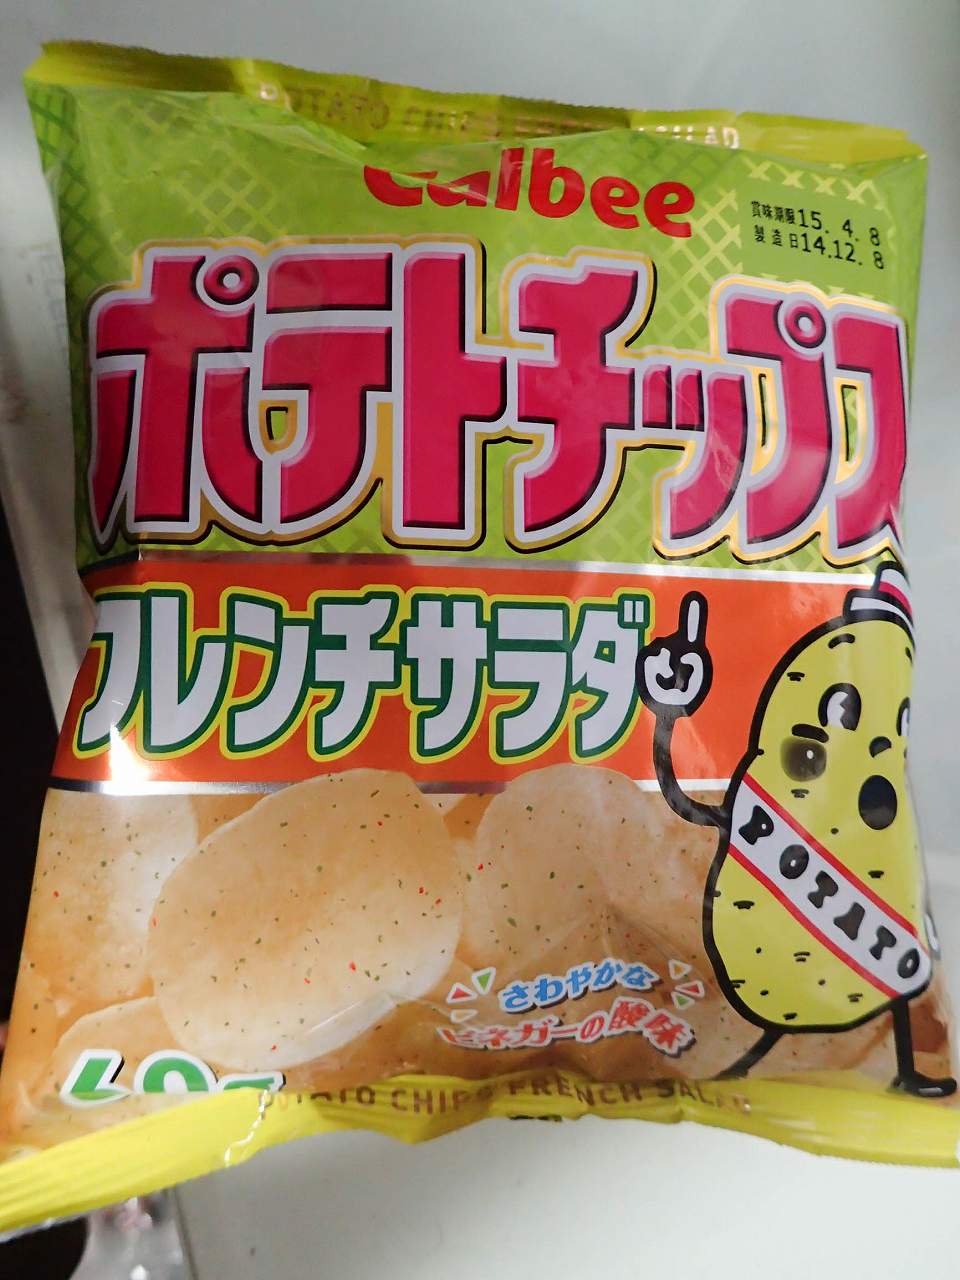 Calbee
賞味期限15. 4. 8
製造日14.12. 8
ポテトチップス
フレンチサラダ
POTATO
さわやかな
ビネガーの酸味
POTATO CHIPS FRENCH SALAD